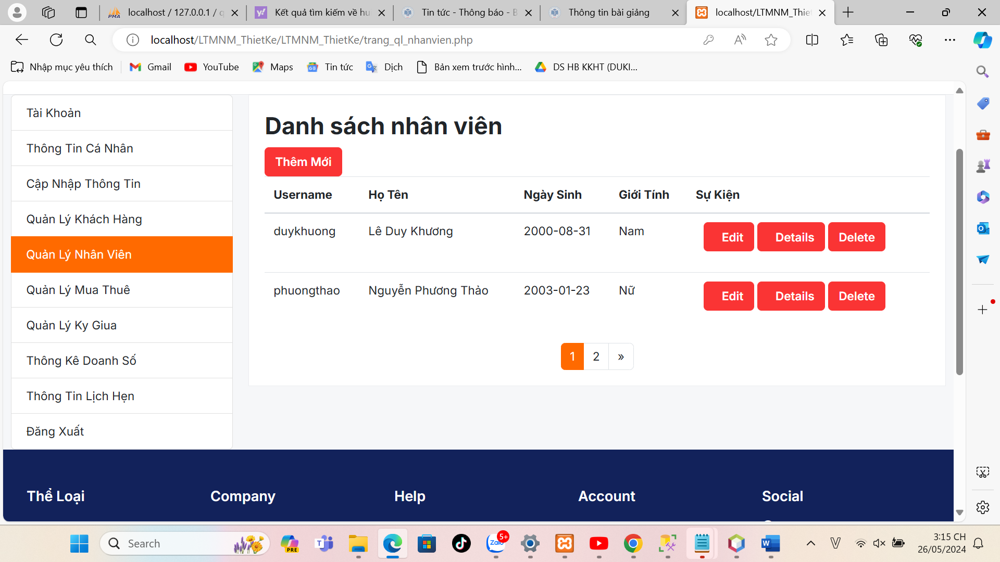 localhost / 127.0.0.1 / q
Kết quả tìm kiếm về hu
Tin tức - Thông báo - B
Thông tin bài giảng
localhost/LTMNM_Thiet
localhost/LTMNM_ThietKe/LTMNM_ThietKe/trang_ql_nhanvien.php
Nhập mục yêu thích
Gmail
YouTube
Maps
Tin tức
Dịch
Bản xem trước hình...
DS HB KKHT (DUKI...
Tài Khoản
Thông Tin Cá Nhân
Cập Nhập Thông Tin
Quản Lý Khách Hàng
Quản Lý Nhân Viên
Quản Lý Mua Thuê
Quản Lý Ky Giua
Thông Kê Doanh Số
Thông Tin Lịch Hẹn
Đăng Xuất
Danh sách nhân viên
Thêm Mới
Username Họ Tên Ngày Sinh Giới Tính Sự Kiện
duykhuong Lê Duy Khương 2000-08-31 Nam Edit Details Delete
phuongthao Nguyễn Phương Thảo 2003-01-23 Nữ Edit Details Delete
1 2 »
Thể Loại Company Help Account Social
Search
PRE
Zalo
5+
3:15 CH
26/05/2024